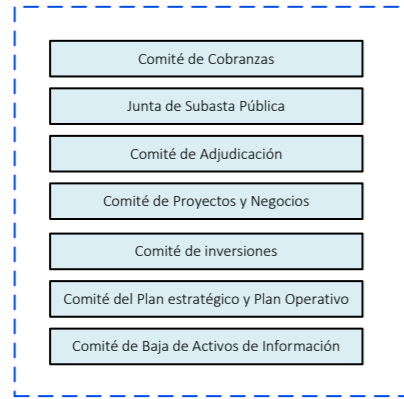 Comité de Cobranzas
Junta de Subasta Pública
Comité de Adjudicación
Comité de Proyectos y Negocios
Comité de inversiones
Comité del Plan estratégico y Plan Operativo
Comité de Baja de Activos de Información